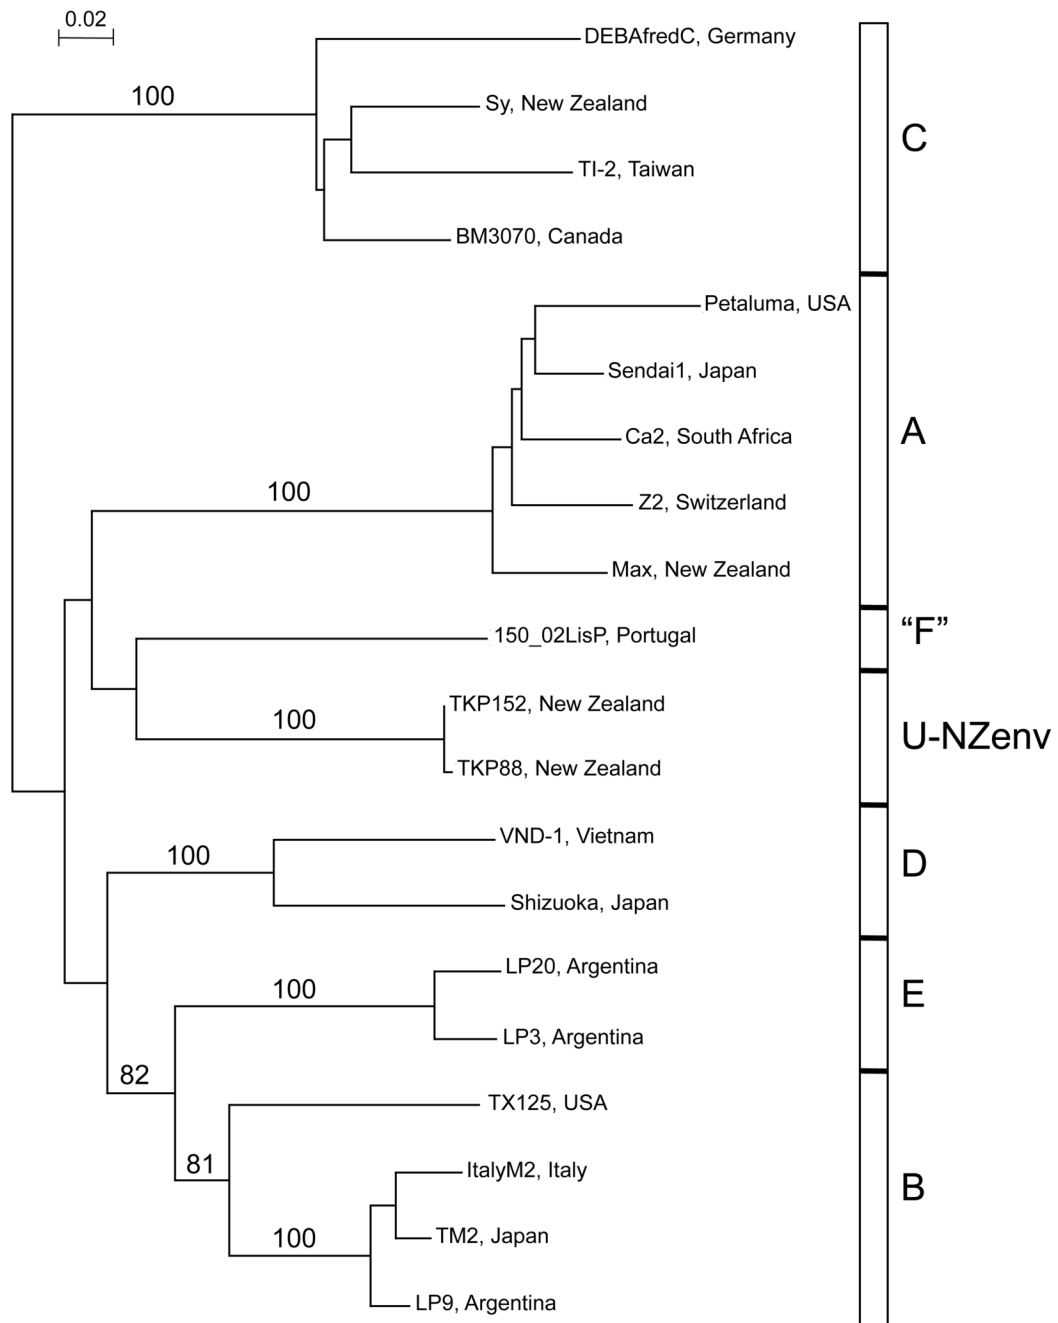 0.02
DEBAfredC, Germany
100
Sy, New Zealand
C
TI-2, Taiwan
BM3070, Canada
Petaluma, USA
Sendai1, Japan
Ca2, South Africa
A
100
Z2, Switzerland
Max, New Zealand
150_02LisP, Portugal
“F”
TKP152, New Zealand
100
U-NZenv
TKP88, New Zealand
VND-1, Vietnam
100
D
Shizuoka, Japan
LP20, Argentina
100
E
LP3, Argentina
82
TX125, USA
81
ItalyM2, Italy
B
100
TM2, Japan
LP9, Argentina